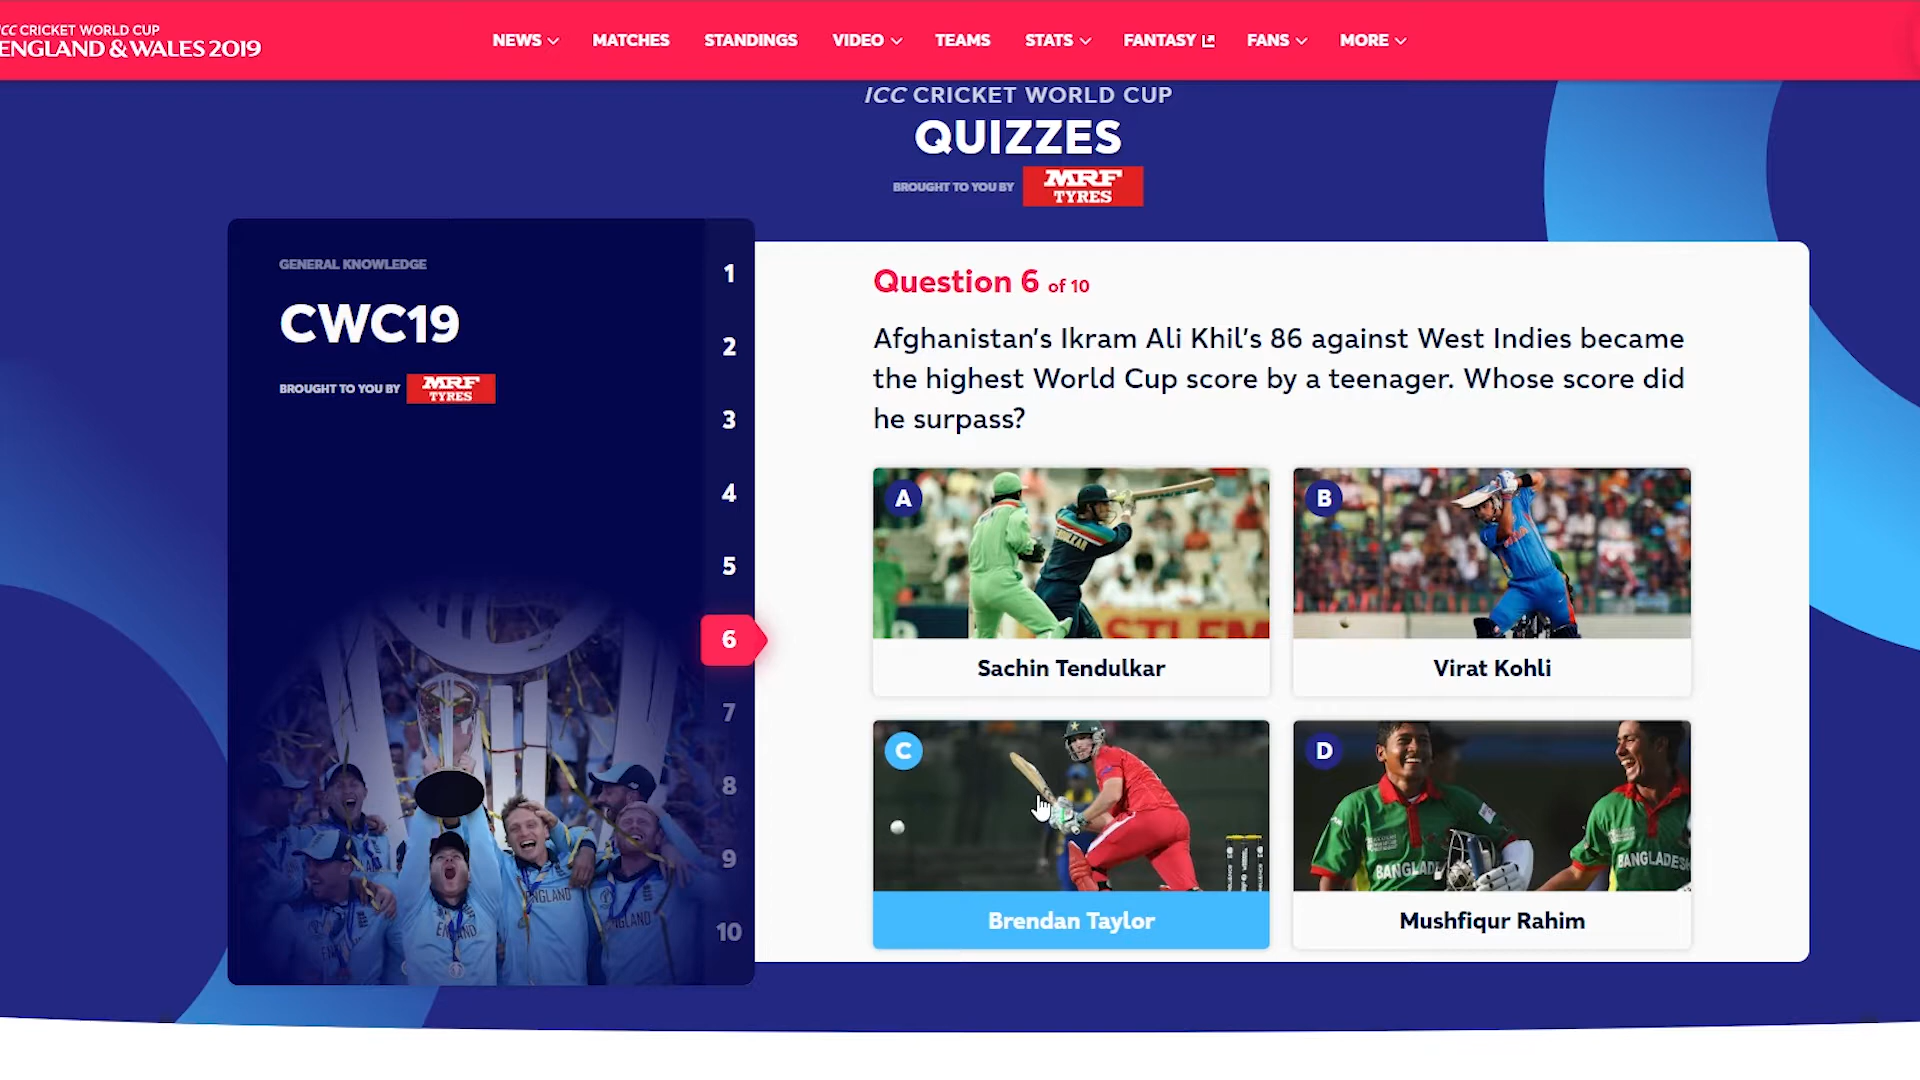 ICC CRICKET WORLD CUP
ENGLAND & WALES 2019
NEWS
MATCHES
STANDINGS
VIDEO
TEAMS
STATS
FANTASY
FANS
MORE
ICC CRICKET WORLD CUP
QUIZZES
BROUGHT TO YOU BY
MRF
TYRES
GENERAL KNOWLEDGE
CWC19
BROUGHT TO YOU BY
MRF
TYRES
1
2
3
4
5
6
7
8
9
10
Question 6 of 10
Afghanistan's Ikram Ali Khil's 86 against West Indies became
the highest World Cup score by a teenager. Whose score did
he surpass?
A
Sachin Tendulkar
B
Virat Kohli
C
Brendan Taylor
D
BANGLADESH
Mushfiqur Rahim
ENGLAND